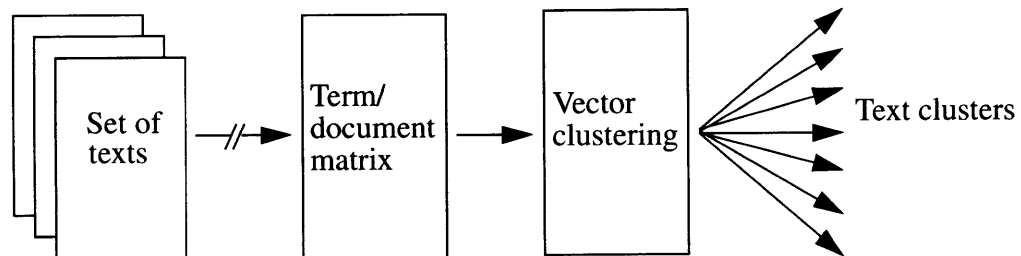 Set of
texts
Term/
document
matrix
Vector
clustering
Text clusters